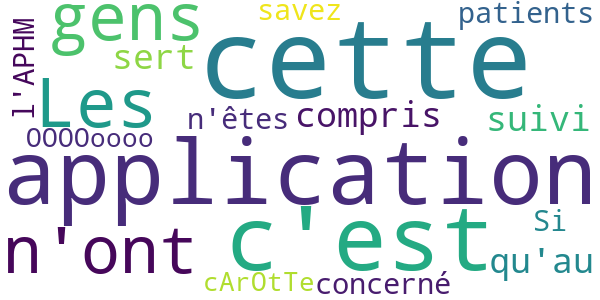 gens
savez
patients
cette
sert
l'APHM
Les
n'êtes
compris
suivi
OOOOoooo
application
c'est
n'ont
Si
qu'au
cArOtTe
concerné